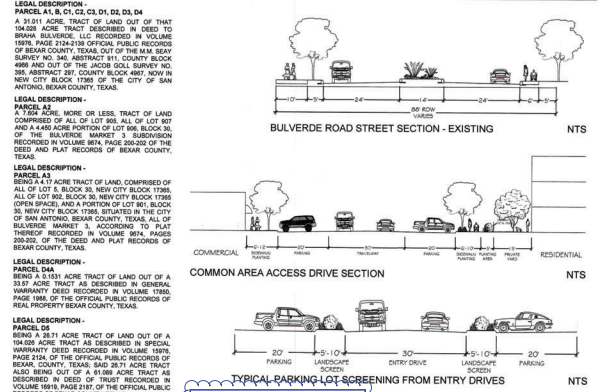 LEGAL DESCRIPTION -
PARCEL A1, B, C1, C2, C3, D1, D2, D3, D4
A 31.011 ACRE, TRACT OF LAND OUT OF THAT
104.026 ACRE TRACT DESCRIBED IN DEED TO
BRAHA BULVERDE, LLC RECORDED IN VOLUME
15976, PAGE 2124-2139 OFFICIAL PUBLIC RECORDS
OF BEXAR COUNTY, TEXAS, OUT OF THE M.M. SEAY
SURVEY NO. 340, ABSTRACT 911, COUNTY BLOCK
4966 AND OUT OF THE JACOB GOLL SURVEY NO.
395, ABSTRACT 297, COUNTY BLOCK 4967, NOW IN
NEW CITY BLOCK 17365 OF THE CITY OF SAN
ANTONIO, BEXAR COUNTY, TEXAS.
LEGAL DESCRIPTION -
PARCEL A2
A 7.604 ACRE, MORE OR LESS, TRACT OF LAND
COMPRISED OF ALL OF LOT 905, ALL OF LOT 907
AND A 4.450 ACRE PORTION OF LOT 906, BLOCK 30,
OF THE BULVERDE MARKET 3 SUBDIVISION
RECORDED IN VOLUME 9674, PAGE 200-202 OF THE
DEED AND PLAT RECORDS OF BEXAR COUNTY,
TEXAS.
LEGAL DESCRIPTION -
PARCEL A3
BEING A 4.17 ACRE TRACT OF LAND, COMPRISED OF
ALL OF LOT 5, BLOCK 30, NEW CITY BLOCK 17365,
ALL OF LOT 902, BLOCK 30, NEW CITY BLOCK 17365
(OPEN SPACE), AND A PORTION OF LOT 901, BLOCK
30, NEW CITY BLOCK 17365, SITUATED IN THE CITY
OF SAN ANTONIO, BEXAR COUNTY, TEXAS, ALL OF
BULVERDE MARKET 3, ACCORDING TO PLAT
THEREOF RECORDED IN VOLUME 9674, PAGES
200-202, OF THE DEED AND PLAT RECORDS OF
BEXAR COUNTY, TEXAS.
LEGAL DESCRIPTION -
PARCEL D4A
BEING A 0.1531 ACRE TRACT OF LAND OUT OF A
33.57 ACRE TRACT AS DESCRIBED IN GENERAL
WARRANTY DEED RECORDED IN VOLUME 17850,
PAGE 1988, OF THE OFFICIAL PUBLIC RECORDS OF
REAL PROPERTY BEXAR COUNTY, TEXAS.
LEGAL DESCRIPTION -
PARCEL D5
BEING A 26.71 ACRE TRACT OF LAND OUT OF A
104.026 ACRE TRACT AS DESCRIBED IN SPECIAL
WARRANTY DEED RECORDED IN VOLUME 15976,
PAGE 2124, OF THE OFFICIAL PUBLIC RECORDS OF
BEXAR, COUNTY, TEXAS; SAID 26.71 ACRE TRACT
ALSO BEING OUT OF A 61.069 ACRE TRACT AS
DESCRIBED IN DEED OF TRUST RECORDED IN
VOLUME 16919, PAGE 2187, OF THE OFFICIAL PUBLIC
10' 5' 24' 14' 24' 6' 5'
88' ROW
VARIES
BULVERDE ROAD STREET SECTION - EXISTING NTS
COMMERCIAL 6-12' 20' 30' 20' 6-10' 5' 15' RESIDENTIAL
SIDEWALK/ PLANTING PARKING TRAVELWAY PARKING SIDEWALK/ PLANTING PLANTING AREA PRIVATE YARD
COMMON AREA ACCESS DRIVE SECTION NTS
20' 5'-10' 30' 5'-10' 20'
PARKING LANDSCAPE SCREEN ENTRY DRIVE LANDSCAPE SCREEN PARKING
TYPICAL PARKING LOT SCREENING FROM ENTRY DRIVES NTS